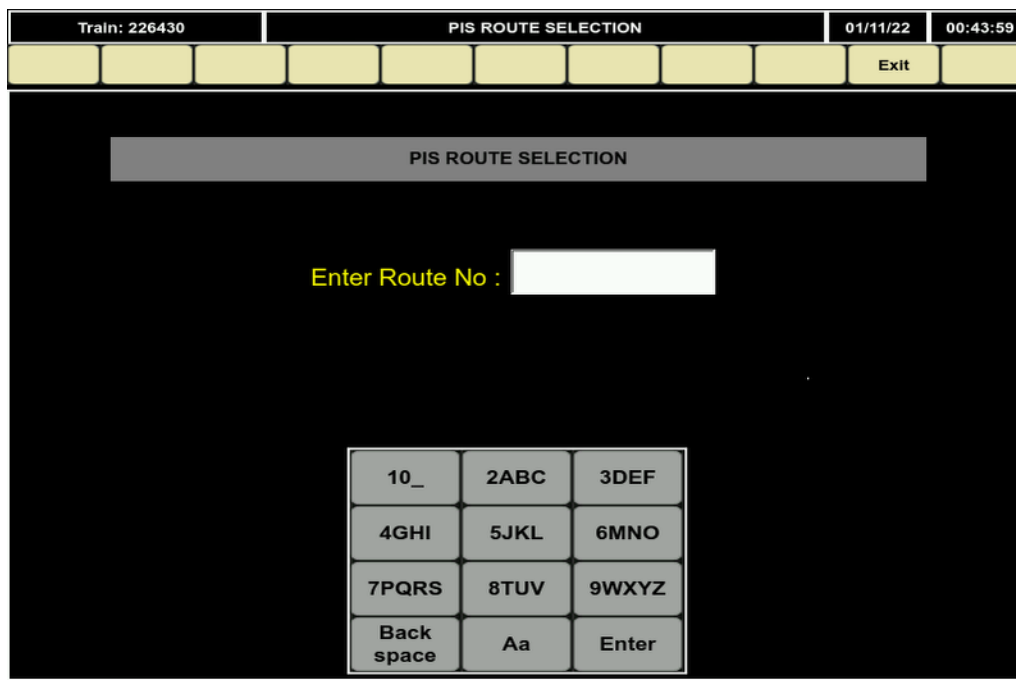 Train: 226430 PIS ROUTE SELECTION 01/11/22 00:43:59
Exit
PIS ROUTE SELECTION
Enter Route No :
10_ 2ABC 3DEF
4GHI 5JKL 6MNO
7PQRS 8TUV 9WXYZ
Back space Aa Enter